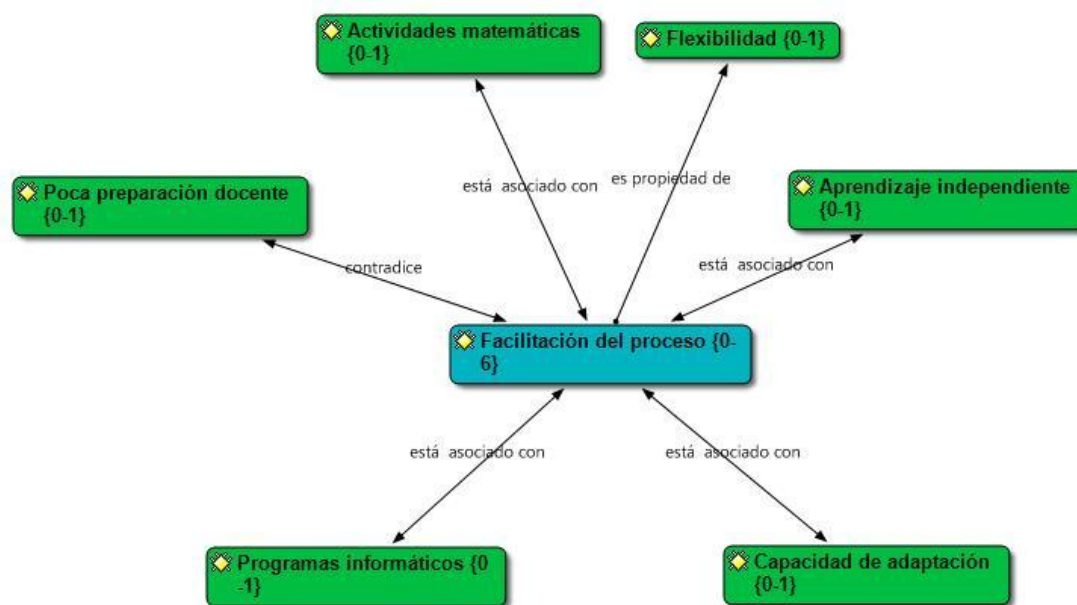 Actividades matemáticas
{0-1}
Flexibilidad {0-1}
está asociado con
es propiedad de
Poca preparación docente
{0-1}
Aprendizaje independiente
{0-1}
contradice
está asociado con
Facilitación del proceso {0-
6}
está asociado con
está asociado con
Programas informáticos {0
-1}
Capacidad de adaptación
{0-1}